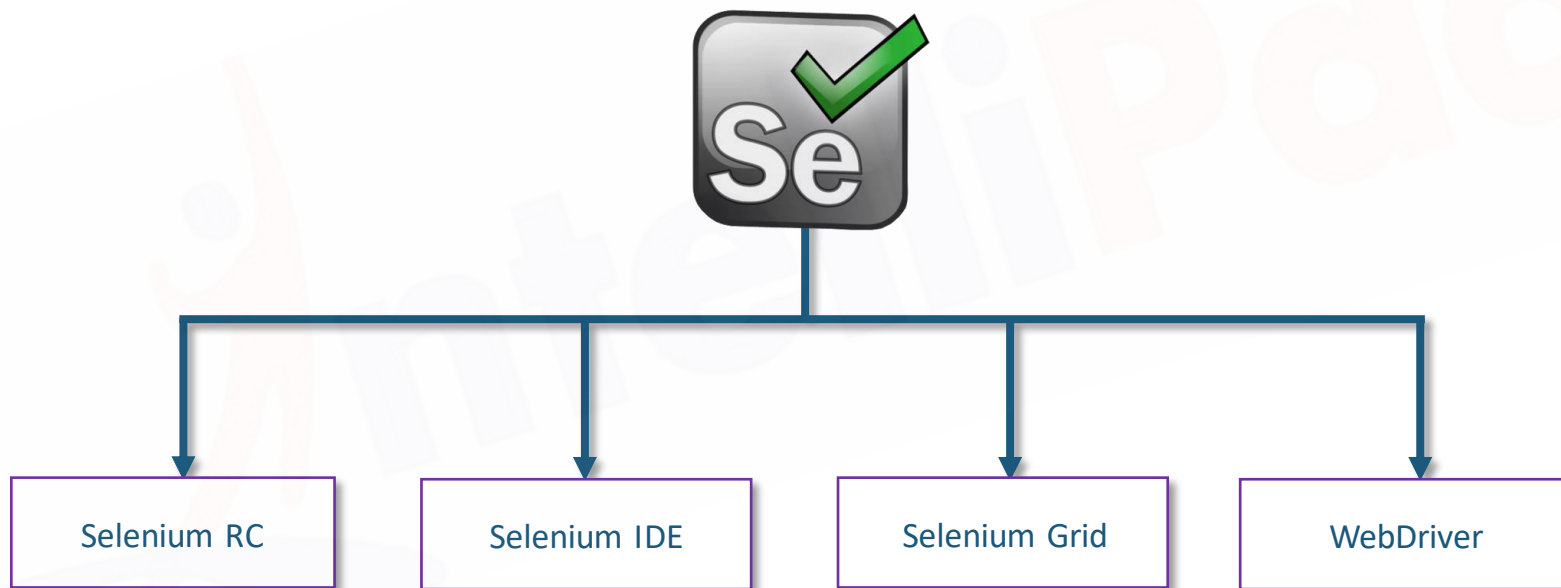 Se
Selenium RC
Selenium IDE
Selenium Grid
WebDriver